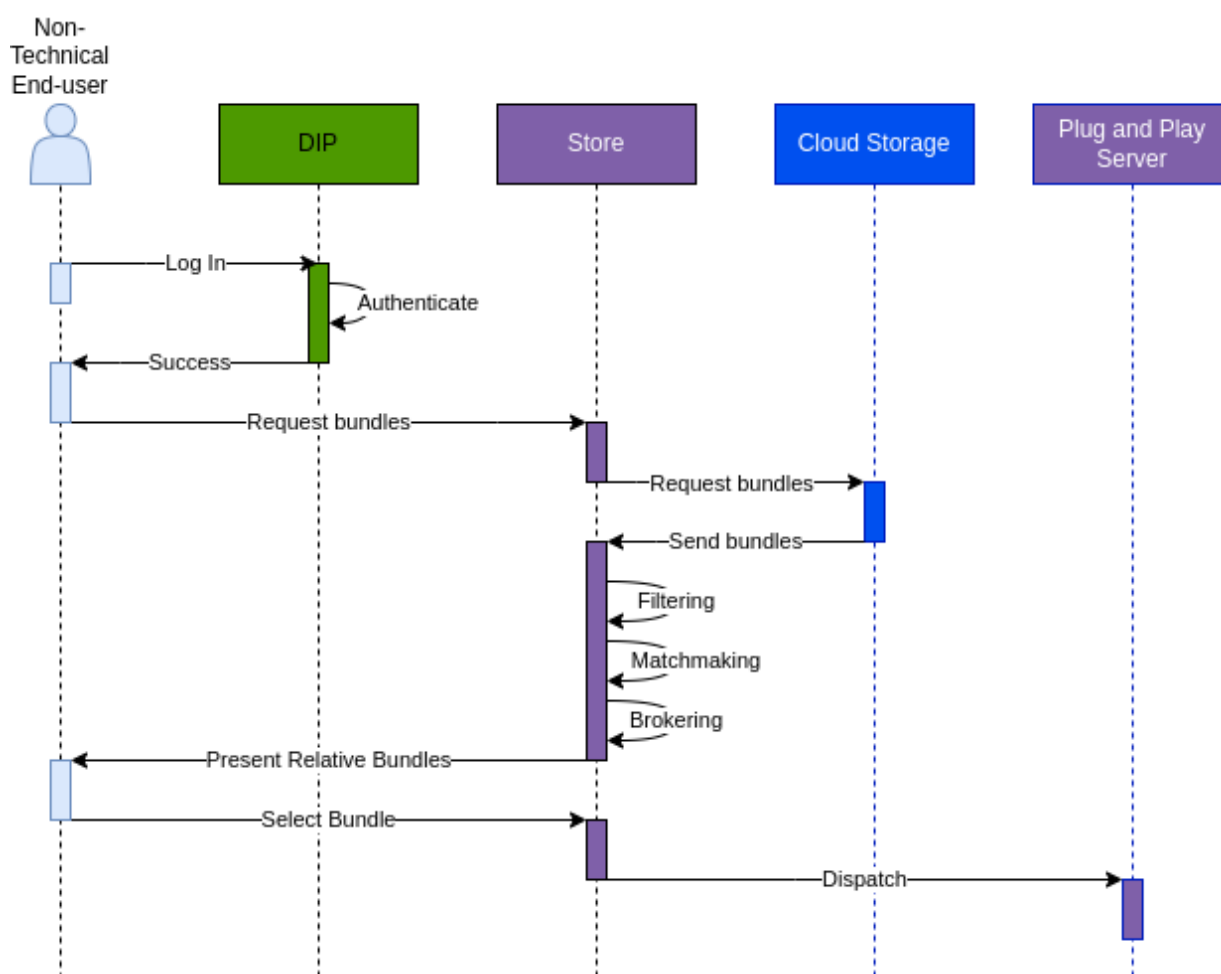 Non-
Technical
End-user
DIP
Store
Cloud Storage
Plug and Play
Server
Log In
Authenticate
Success
Request bundles
Request bundles
Send bundles
Filtering
Matchmaking
Brokering
Present Relative Bundles
Select Bundle
Dispatch